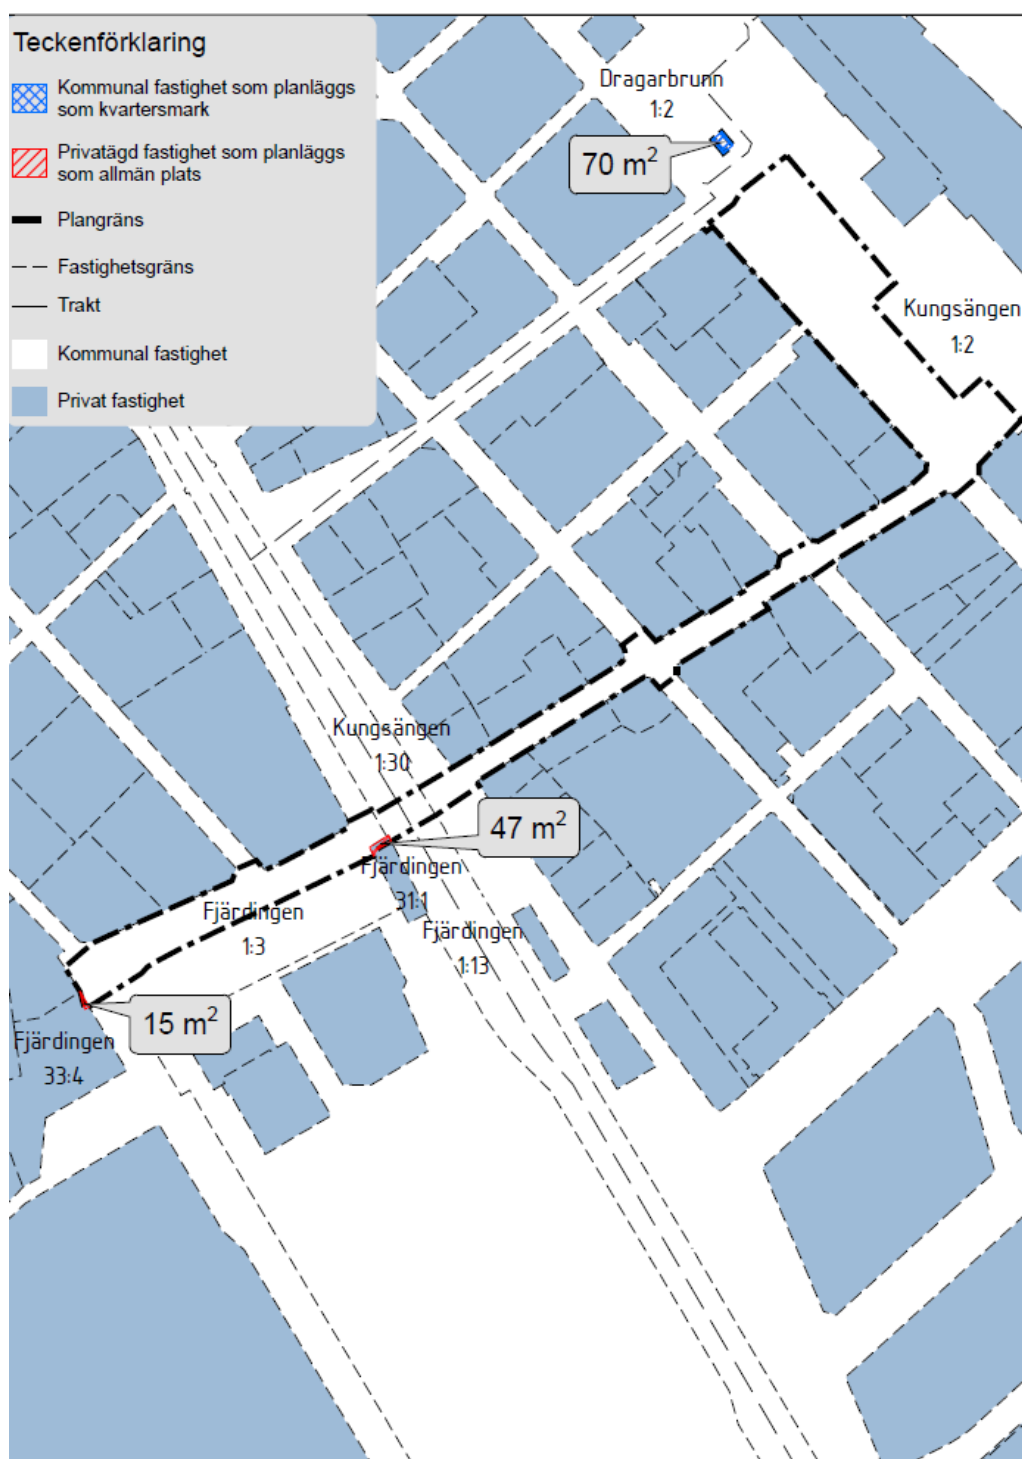 Teckenförklaring
Kommunal fastighet som planläggs
som kvartersmark
Privatägd fastighet som planläggs
som allmän plats
Plangräns
Fastighetsgräns
Trakt
Kommunal fastighet
Privat fastighet
Dragarbrunn
1:2
70 m²
Kungsängen
1:2
Kungsängen
1:30
47 m²
Fjärdingen
31:1
Fjärdingen
1:3
Fjärdingen
1:13
15 m²
Fjärdingen
33:4